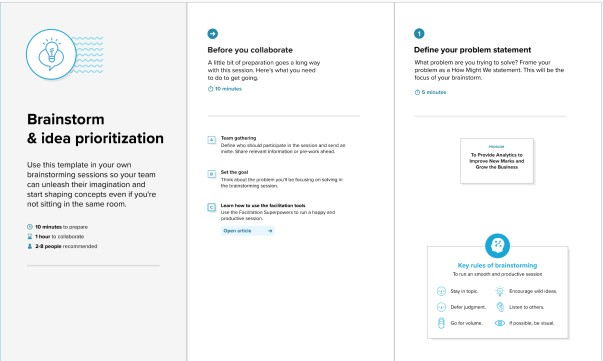 Brainstorm
& idea prioritization
Use this template in your own
brainstorming sessions so your team
can unleash their imagination and
start shaping concepts even if you're
not sitting in the same room.
10 minutes to prepare
1 hour to collaborate
2-8 people recommended
Before you collaborate
A little bit of preparation goes a long way
with this session. Here's what you need
to do to get going.
10 minutes
A
Team gathering
Define who should participate in the session and send an
invite. Share relevant information or pre-work ahead.
B
Set the goal
Think about the problem you'll be focusing on solving in
the brainstorming session.
C
Learn how to use the facilitation tools
Use the Facilitation Superpowers to run a happy and
productive session.
Open article
1
Define your problem statement
What problem are you trying to solve? Frame your
problem as a How Might We statement. This will be the
focus of your brainstorm.
5 minutes
PROBLEM
To Provide Analytics to
Improve New Marks and
Grow the Business
Key rules of brainstorming
To run an smooth and productive session
Stay in topic.
Encourage wild ideas.
Defer judgment.
Listen to others.
Go for volume.
If possible, be visual.